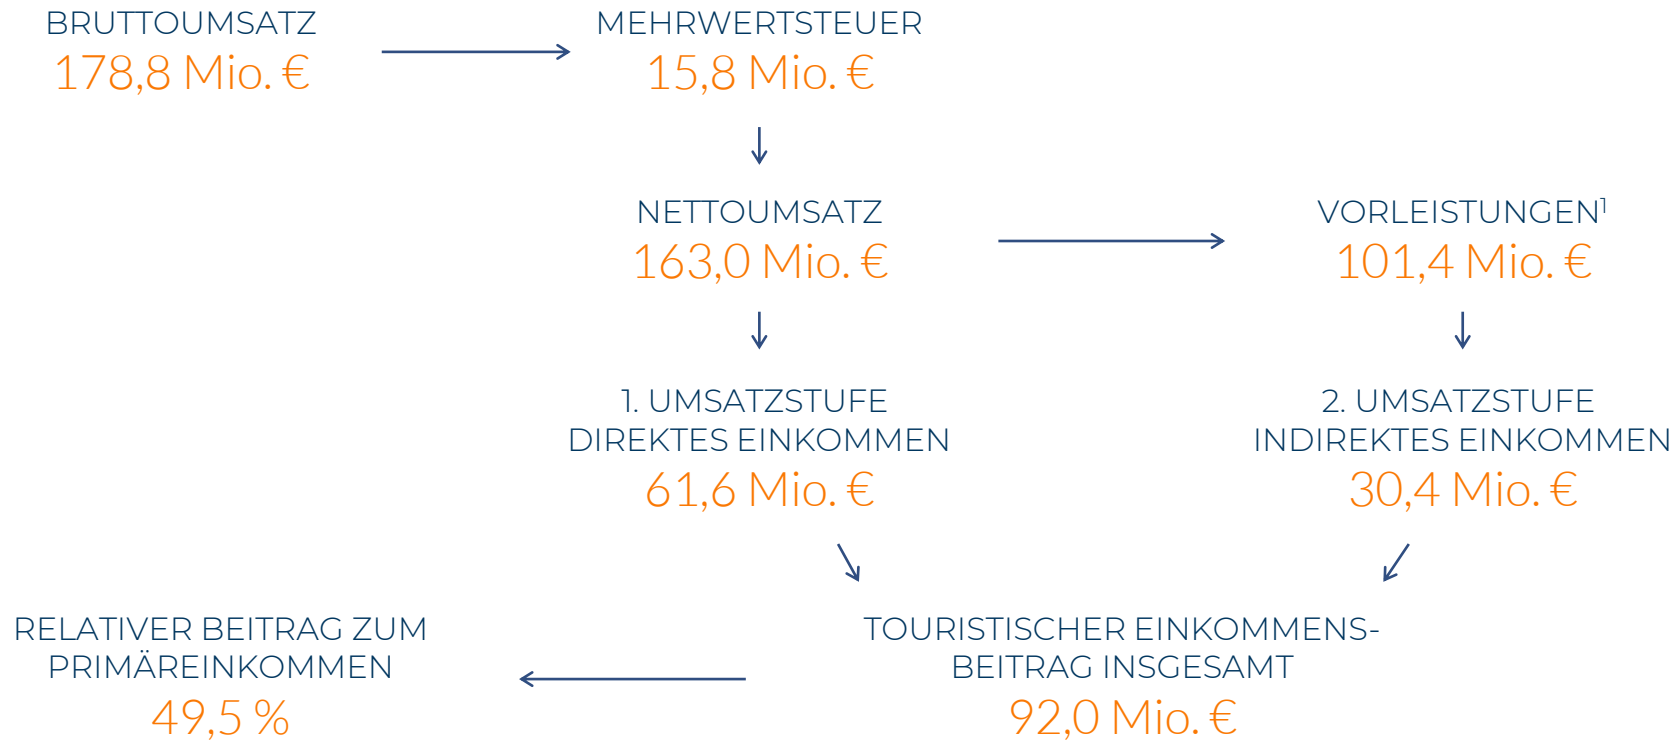 BRUTTOUMSATZ
178,8 Mio. €
MEHRWERTSTEUER
15,8 Mio. €
NETTOUMSATZ
163,0 Mio. €
VORLEISTUNGEN¹
101,4 Mio. €
1. UMSATZSTUFE
DIREKTES EINKOMMEN
61,6 Mio. €
2. UMSATZSTUFE
INDIREKTES EINKOMMEN
30,4 Mio. €
RELATIVER BEITRAG ZUM
PRIMÄREINKOMMEN
49,5 %
TOURISTISCHER EINKOMMENS-
BEITRAG INSGESAMT
92,0 Mio. €